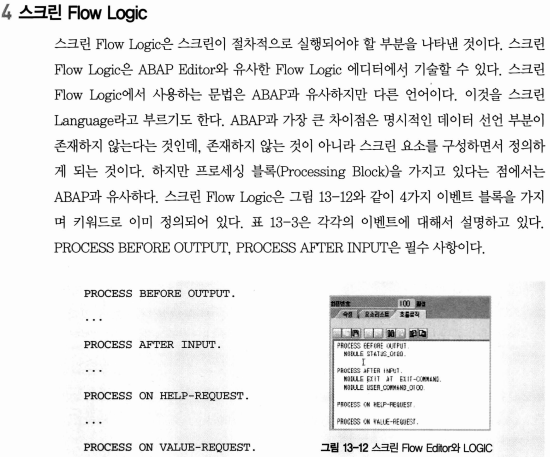 4 스크린 Flow Logic
스크린 Flow Logic은 스크린이 절차적으로 실행되어야 할 부분을 나타낸 것이다. 스크린
Flow Logic은 ABAP Editor와 유사한 Flow Logic 에디터에서 기술할 수 있다. 스크린
Flow Logic에서 사용하는 문법은 ABAP과 유사하지만 다른 언어이다. 이것을 스크린
Language라고 부르기도 한다. ABAP과 가장 큰 차이점은 명시적인 데이터 선언 부분이
존재하지 않는다는 것인데, 존재하지 않는 것이 아니라 스크린 요소를 구성하면서 정의하
게 되는 것이다. 하지만 프로세싱 블록(Processing Block)을 가지고 있다는 점에서는
ABAP과 유사하다. 스크린 Flow Logic은 그림 13-12와 같이 4가지 이벤트 블록을 가지
며 키워드로 이미 정의되어 있다. 표 13-3은 각각의 이벤트에 대해서 설명하고 있다.
PROCESS BEFORE OUTPUT, PROCESS AFTER INPUT은 필수 사항이다.
PROCESS BEFORE OUTPUT.
...
PROCESS AFTER INPUT.
...
PROCESS ON HELP-REQUEST.
...
PROCESS ON VALUE-REQUEST.
화면번호 100 활성
속성 요소리스트 흐름로직
PROCESS BEFORE OUTPUT.
MODULE STATUS_0100.
PROCESS AFTER INPUT.
MODULE EXIT AT EXIT-COMMAND.
MODULE USER_COMMAND_0100.
PROCESS ON HELP-REQUEST.
PROCESS ON VALUE-REQUEST.
그림 13-12 스크린 Flow Editor와 LOGIC